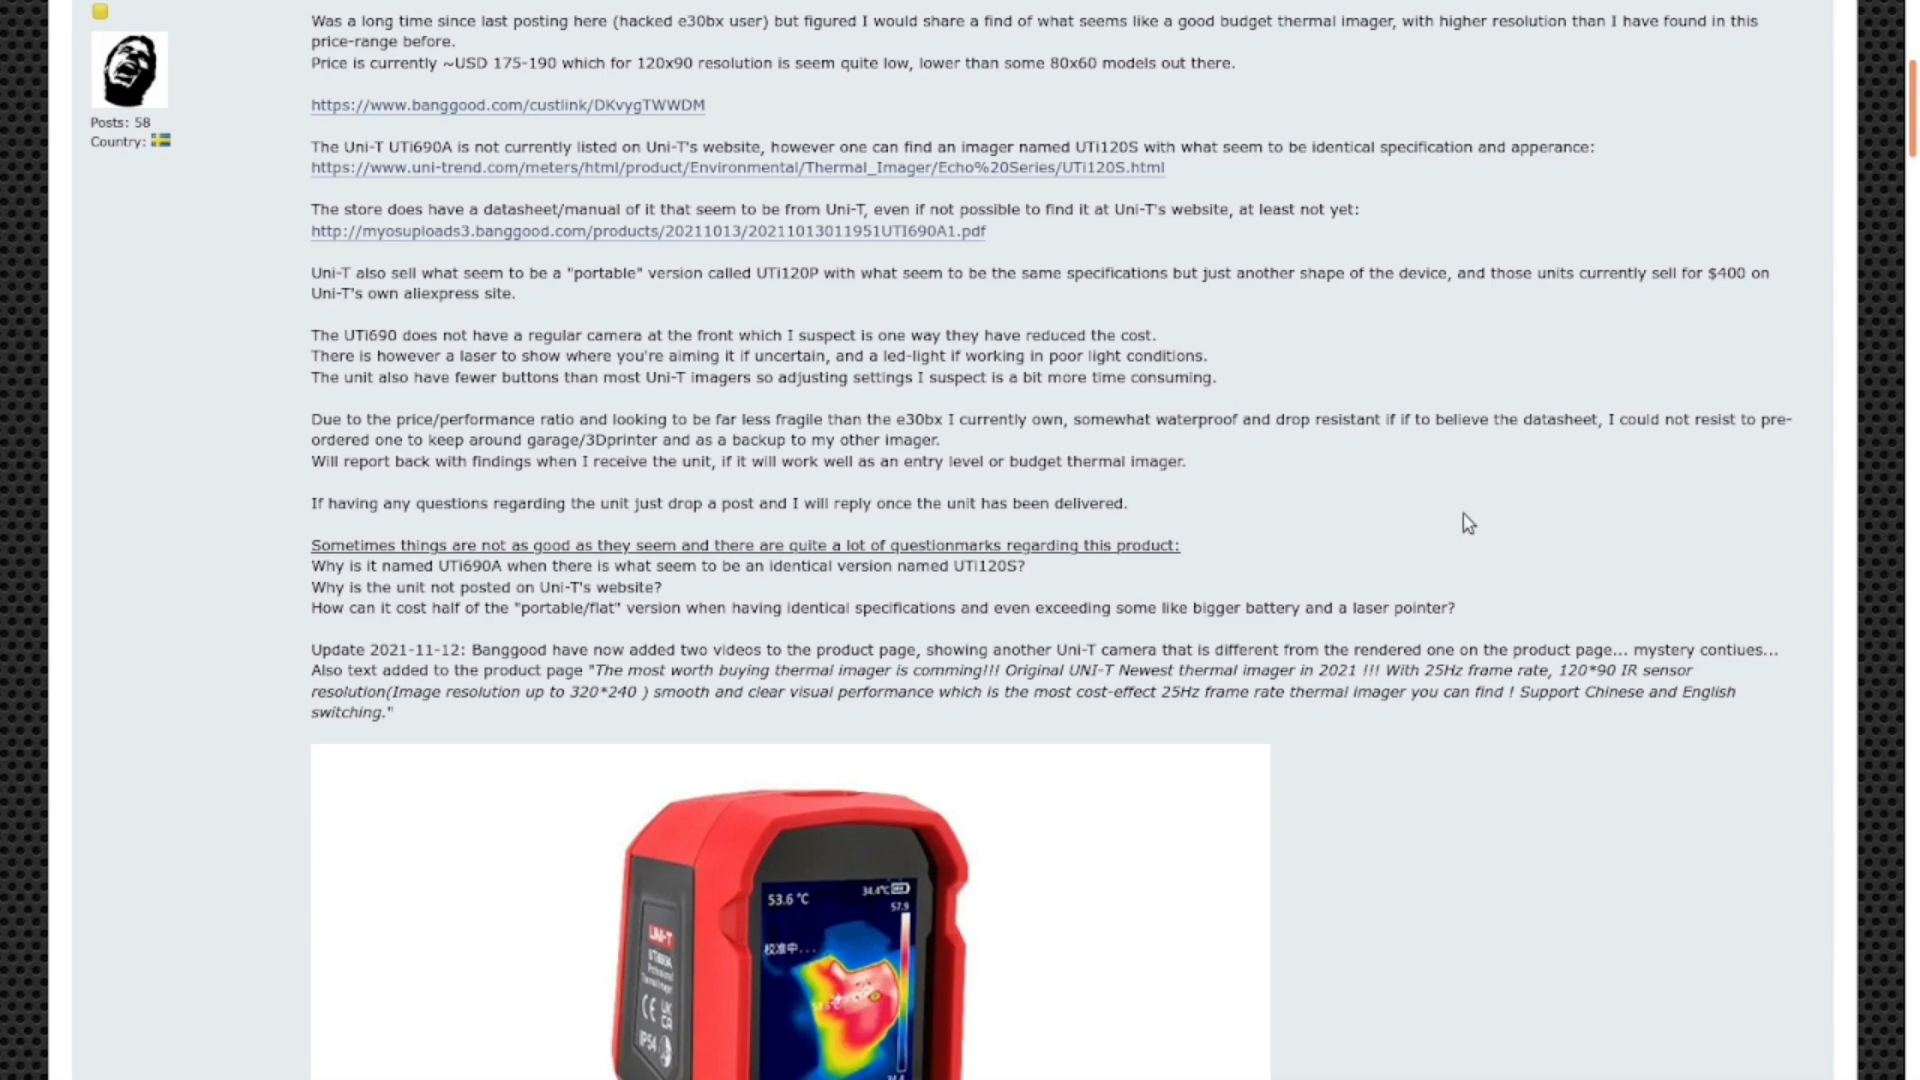 Was a long time since last posting here (hacked e30bx user) but figured I would share a find of what seems like a good budget thermal imager, with higher resolution than I have found in this
price-range before.
Price is currently ~USD 175-190 which for 120x90 resolution is seem quite low, lower than some 80x60 models out there.
Posts: 58
Country:
https://www.banggood.com/custlink/DKvygTWWDM
The Uni-T UTi690A is not currently listed on Uni-T's website, however one can find an imager named UTi120S with what seem to be identical specification and apperance:
https://www.uni-trend.com/meters/html/product/Environmental/Thermal_Imager/Echo%20Series/UTi120S.html
The store does have a datasheet/manual of it that seem to be from Uni-T, even if not possible to find it at Uni-T's website, at least not yet:
http://myosuploads3.banggood.com/products/20211013/20211013011951UTI690A1.pdf
Uni-T also sell what seem to be a "portable" version called UTi120P with what seem to be the same specifications but just another shape of the device, and those units currently sell for $400 on
Uni-T's own aliexpress site.
The UTi690 does not have a regular camera at the front which I suspect is one way they have reduced the cost.
There is however a laser to show where you're aiming it if uncertain, and a led-light if working in poor light conditions.
The unit also have fewer buttons than most Uni-T imagers so adjusting settings I suspect is a bit more time consuming.
Due to the price/performance ratio and looking to be far less fragile than the e30bx I currently own, somewhat waterproof and drop resistant if if to believe the datasheet, I could not resist to pre-
ordered one to keep around garage/3Dprinter and as a backup to my other imager.
Will report back with findings when I receive the unit, if it will work well as an entry level or budget thermal imager.
If having any questions regarding the unit just drop a post and I will reply once the unit has been delivered.
Sometimes things are not as good as they seem and there are quite a lot of questionmarks regarding this product:
Why is it named UTi690A when there is what seem to be an identical version named UTi120S?
Why is the unit not posted on Uni-T's website?
How can it cost half of the "portable/flat" version when having identical specifications and even exceeding some like bigger battery and a laser pointer?
Update 2021-11-12: Banggood have now added two videos to the product page, showing another Uni-T camera that is different from the rendered one on the product page... mystery contiues...
Also text added to the product page "The most worth buying thermal imager is comming!!! Original UNI-T Newest thermal imager in 2021 !!! With 25Hz frame rate, 120*90 IR sensor
resolution(Image resolution up to 320*240 ) smooth and clear visual performance which is the most cost-effect 25Hz frame rate thermal imager you can find ! Support Chinese and English
switching."
53.6 °C
34.4°C
57.9
校准中...
UNI-T
UTi690A
Professional
Thermal Imager
CE UK
CA
IP54